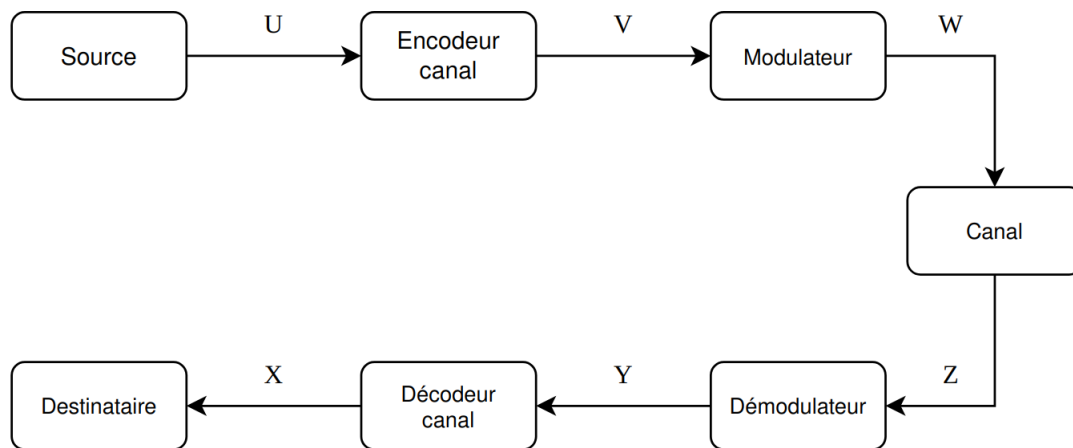 U
V
W
Source
Encodeur
canal
Modulateur
Canal
X
Y
Z
Destinataire
Décodeur
canal
Démodulateur